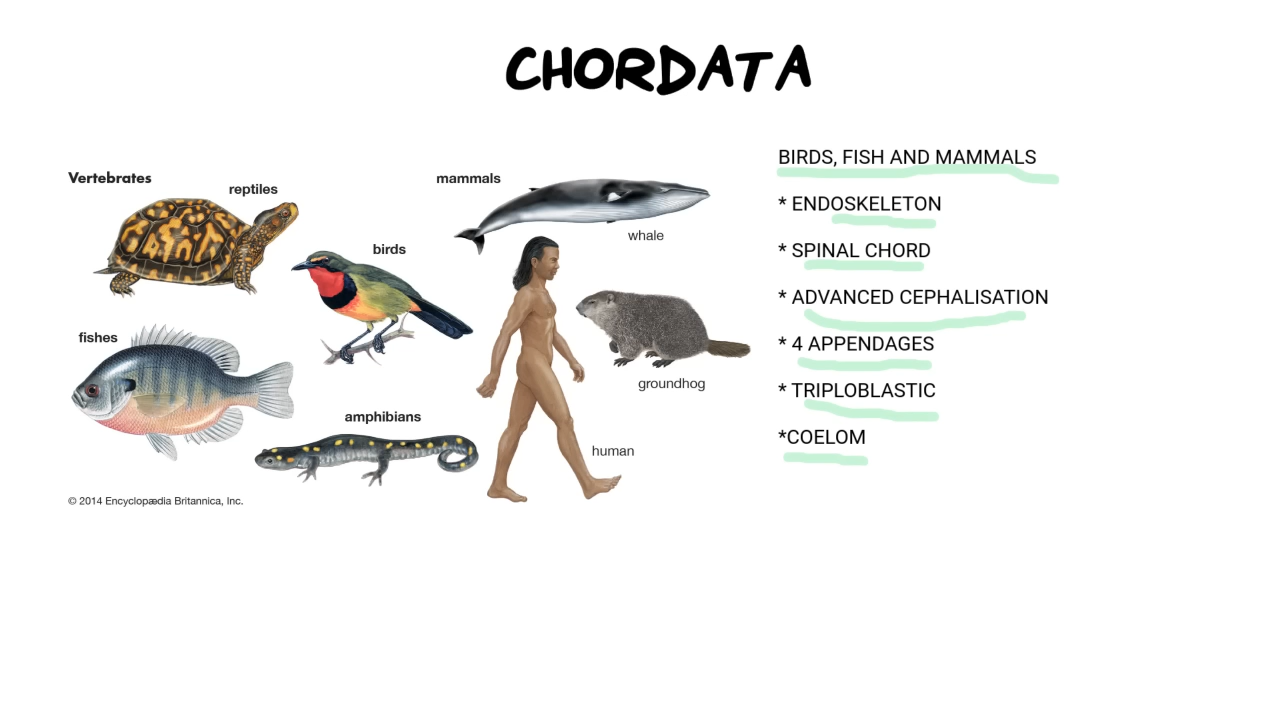 CHORDATA
Vertebrates
reptiles
mammals
whale
birds
fishes
groundhog
amphibians
human
© 2014 Encyclopædia Britannica, Inc.
BIRDS, FISH AND MAMMALS
* ENDOSKELETON
* SPINAL CHORD
* ADVANCED CEPHALISATION
* 4 APPENDAGES
* TRIPLOBLASTIC
*COELOM